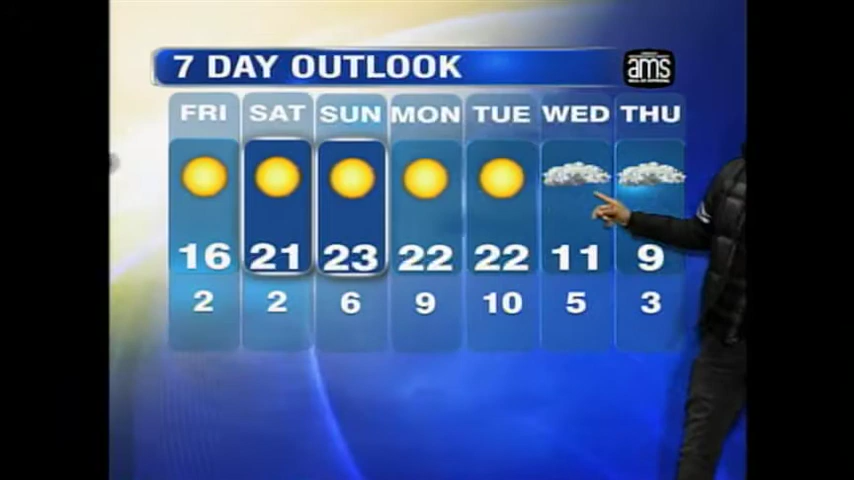 7 DAY OUTLOOK
ams
FRI SAT SUN MON TUE WED THU
16 21 23 22 22 11 9
2 2 6 9 10 5 3